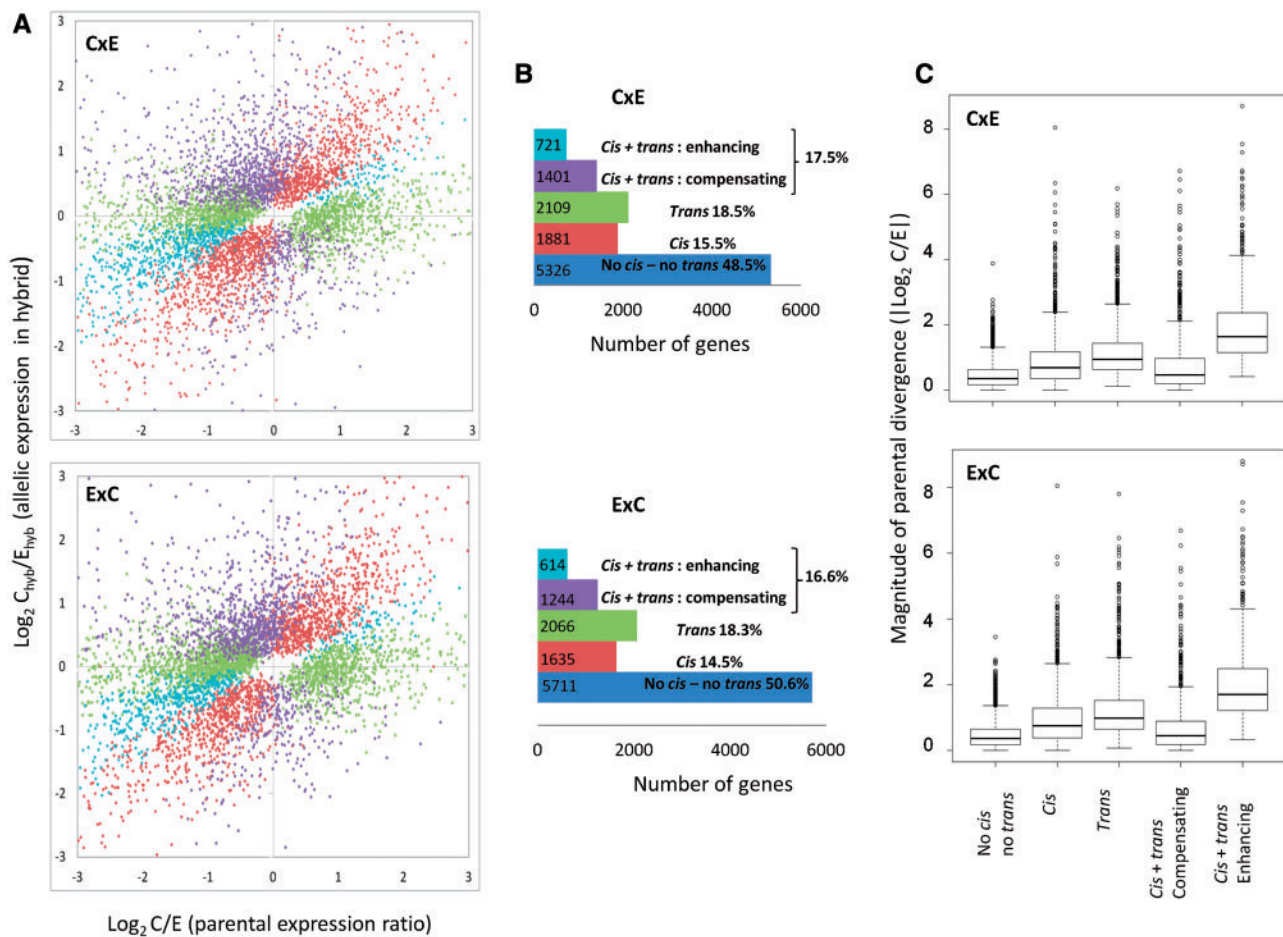 A
CxE
3
2
1
0
-1
-2
-3
-3 -2 -1 0 1 2 3
ExC
3
2
1
0
-1
-2
-3
-3 -2 -1 0 1 2 3
Log2 Chyb/Ehyb (allelic expression in hybrid)
Log2 C/E (parental expression ratio)
B
CxE
721 Cis + trans : enhancing
1401 Cis + trans : compensating
17.5%
2109 Trans 18.5%
1881 Cis 15.5%
5326 No cis – no trans 48.5%
0 2000 4000 6000
Number of genes
ExC
614 Cis + trans : enhancing
1244 Cis + trans : compensating
16.6%
2066 Trans 18.3%
1635 Cis 14.5%
5711 No cis – no trans 50.6%
0 2000 4000 6000
Number of genes
C
CxE
8
6
4
2
0
ExC
8
6
4
2
0
Magnitude of parental divergence (|Log2 C/E|)
No cis
no trans
Cis
Trans
Cis + trans
Compensating
Cis + trans
Enhancing